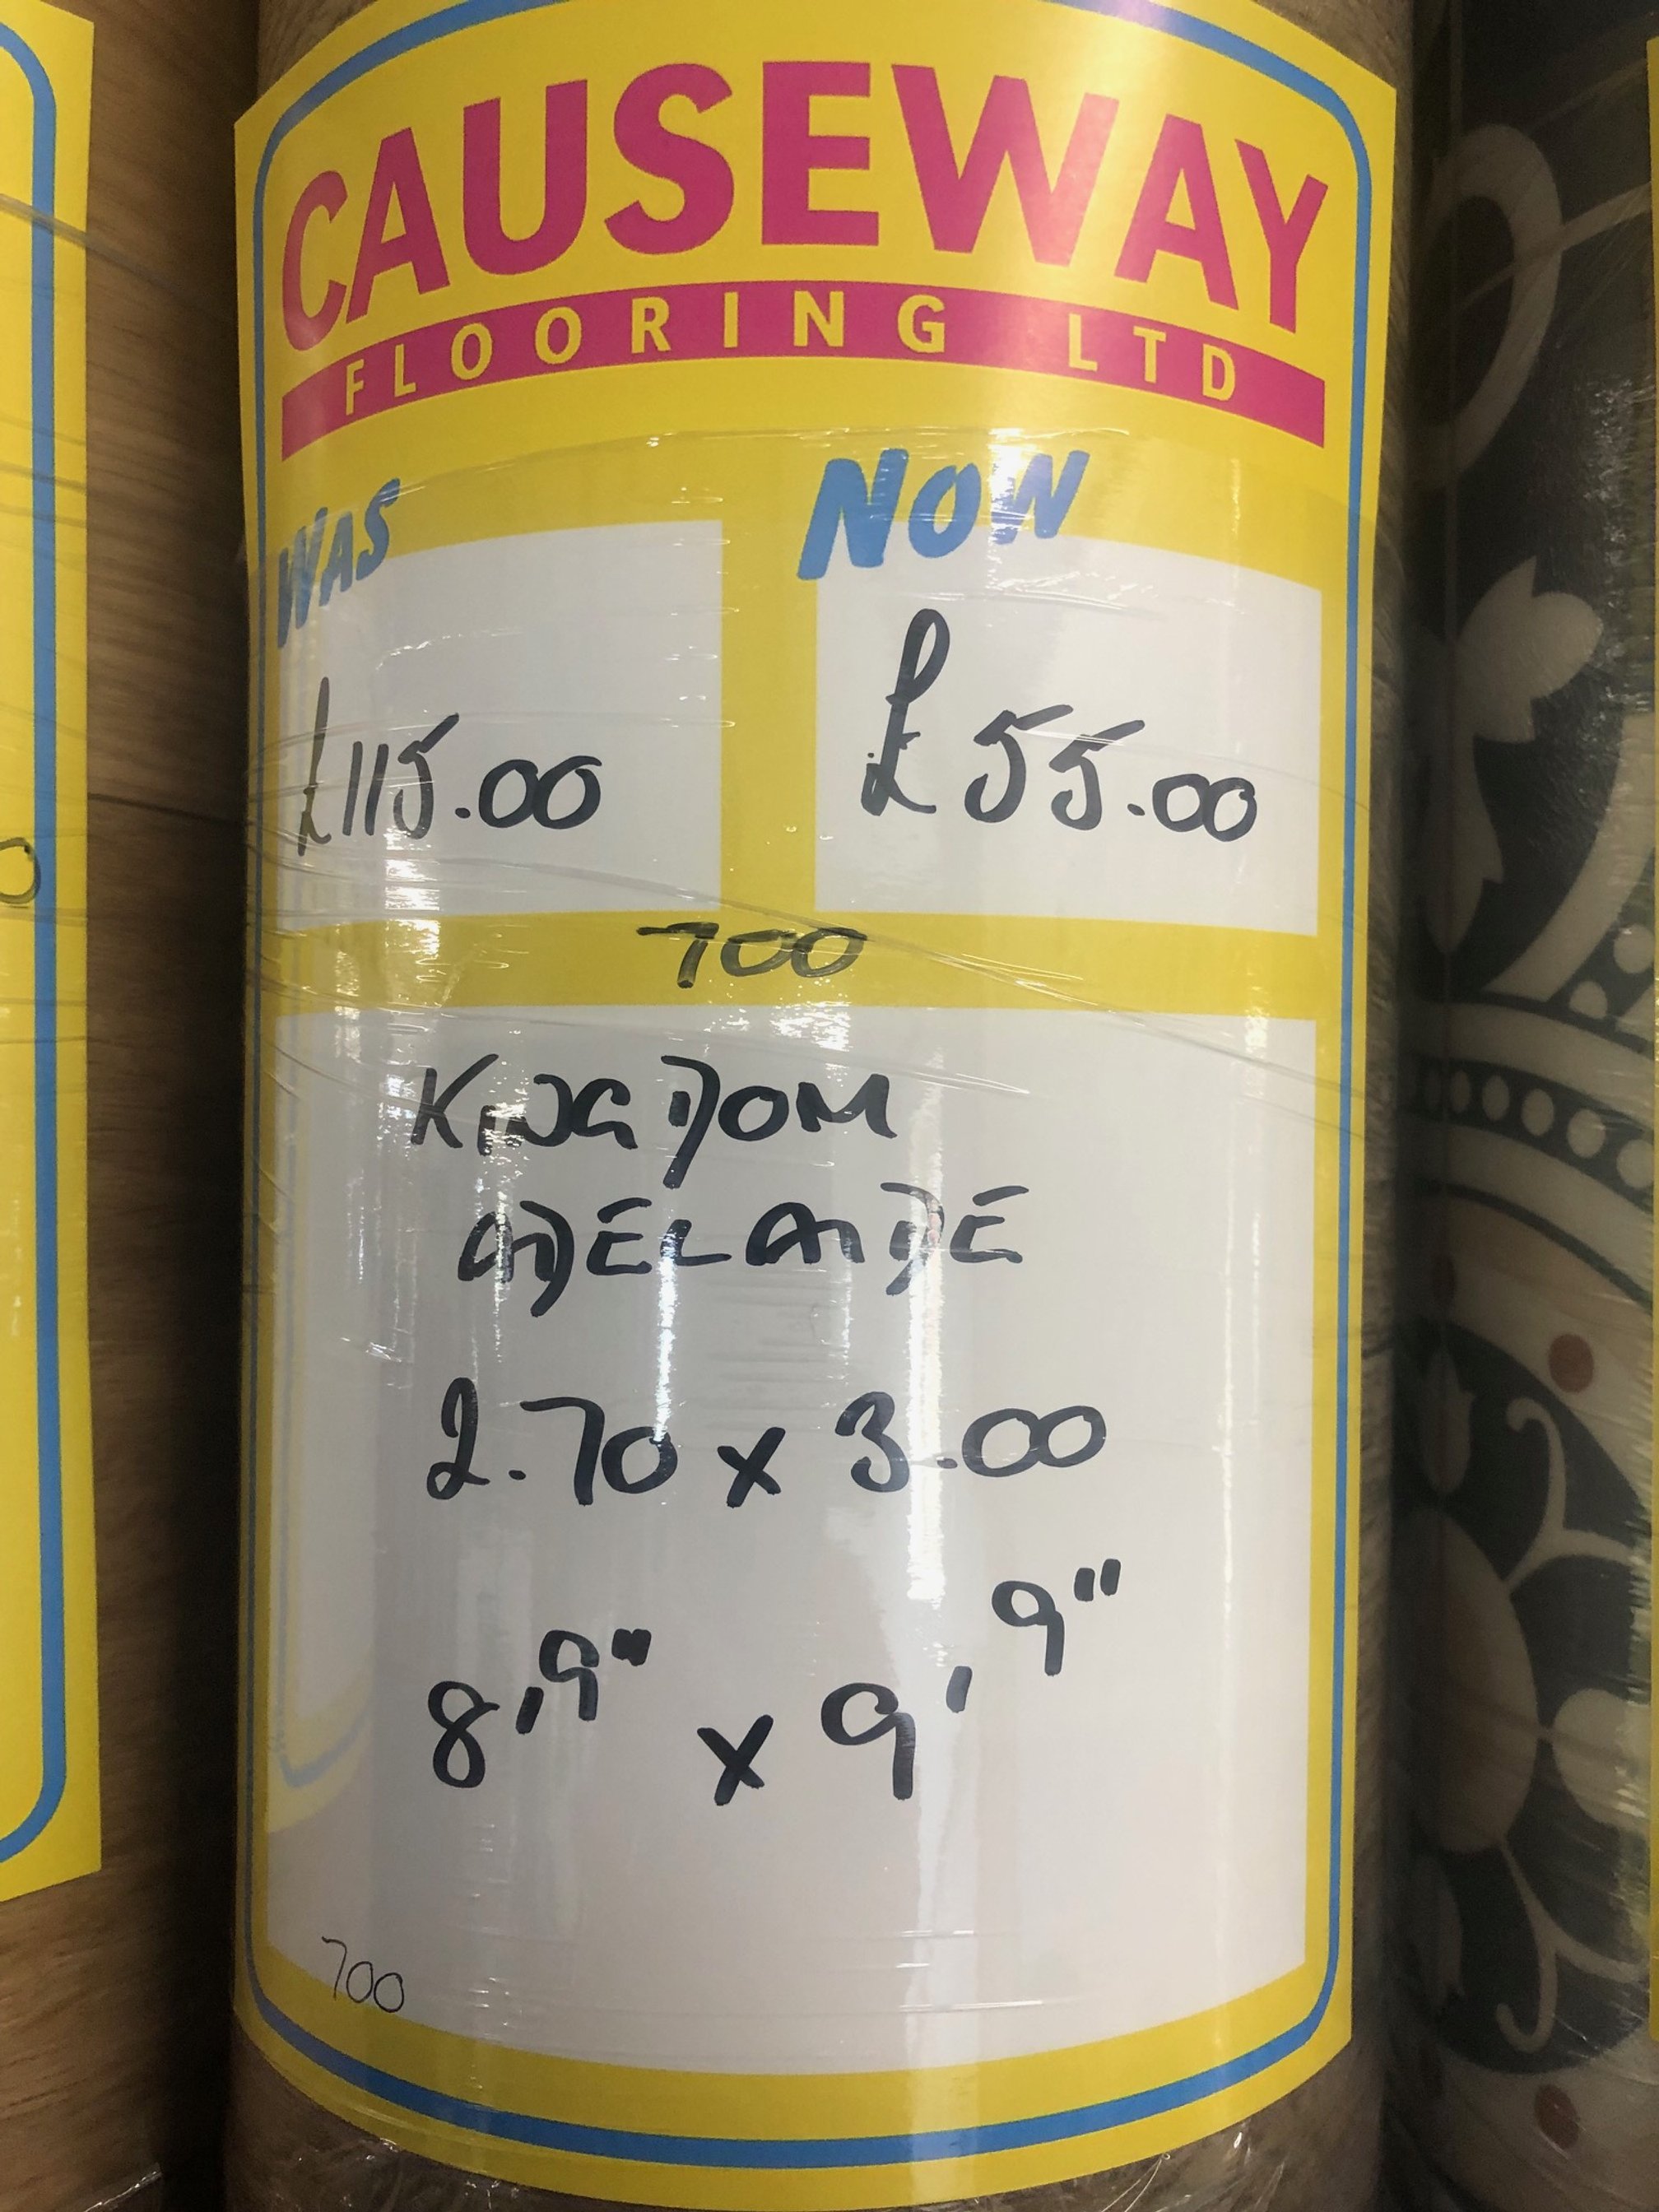 CAUSEWAY
FLOORING LTD
WAS NOW
£115.00 £55.00
700
KINGDOM
ADELAIDE
2.70 x 3.00
8'9" x 9'9"
700